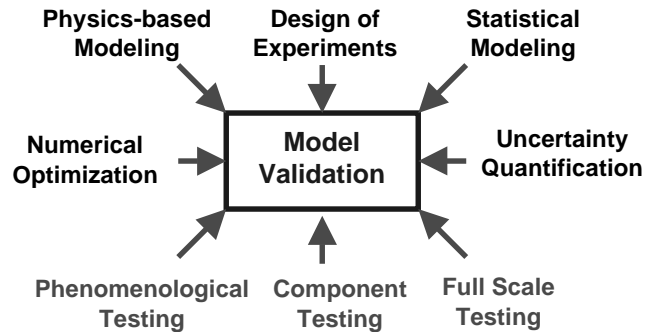 Physics-based
Modeling
Design of
Experiments
Statistical
Modeling
Numerical
Optimization
Model
Validation
Uncertainty
Quantification
Phenomenological
Testing
Component
Testing
Full Scale
Testing